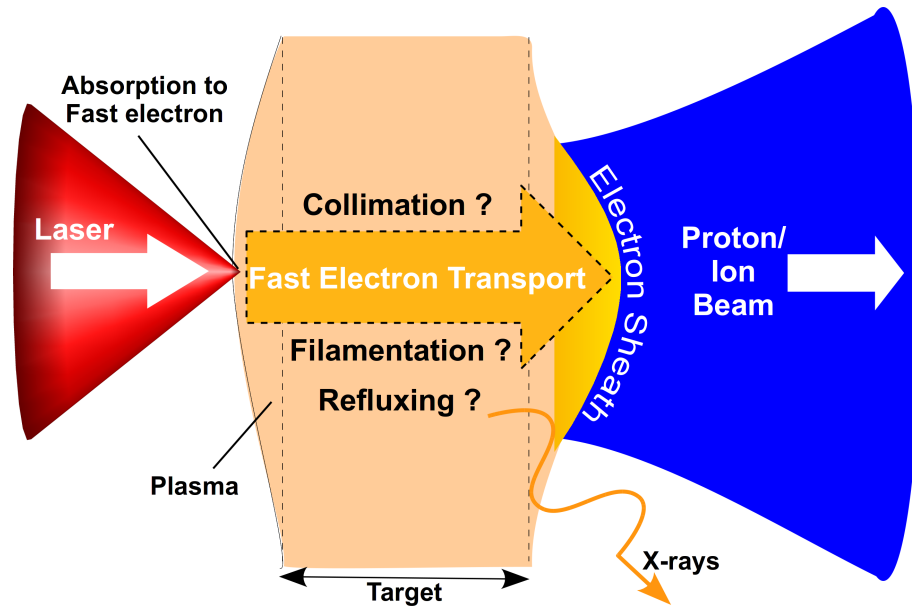 Absorption to
Fast electron
Laser
Collimation ?
Fast Electron Transport
Filamentation ?
Refluxing ?
Plasma
Target
Electron Sheath
Proton/
Ion
Beam
X-rays